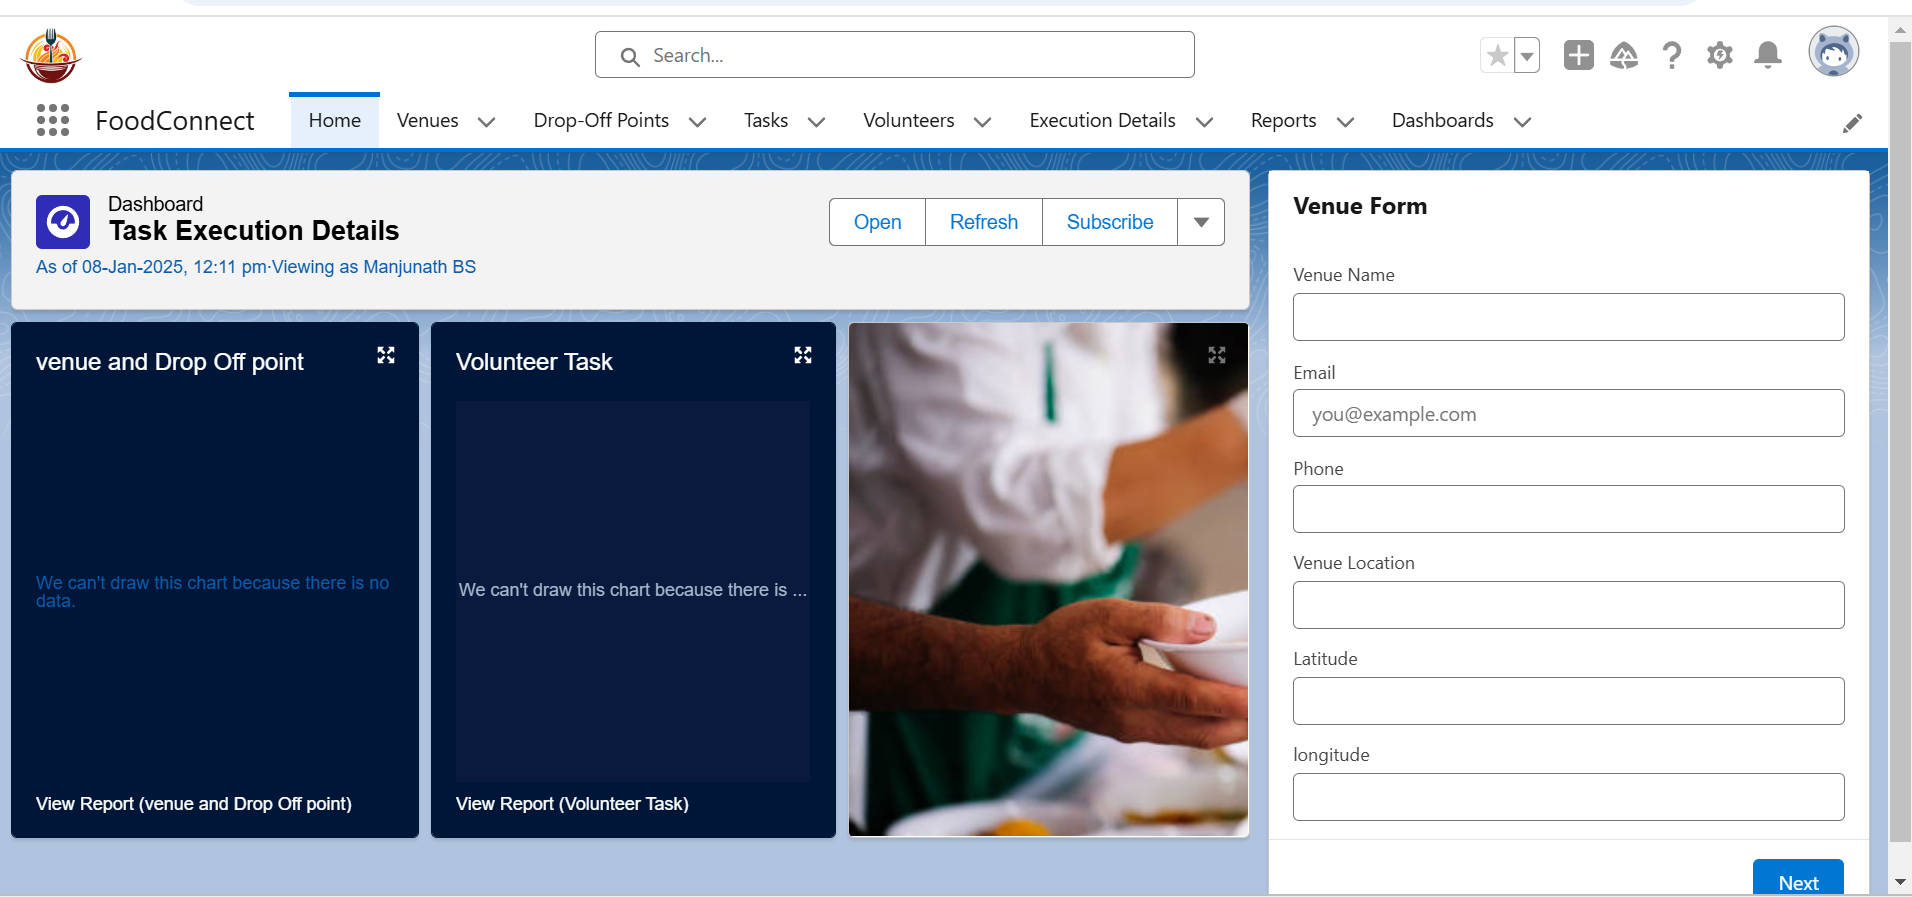 Search...
FoodConnect
Home
Venues
Drop-Off Points
Tasks
Volunteers
Execution Details
Reports
Dashboards
Dashboard
Task Execution Details
As of 08-Jan-2025, 12:11 pm·Viewing as Manjunath BS
Open
Refresh
Subscribe
venue and Drop Off point
We can't draw this chart because there is no
data.
View Report (venue and Drop Off point)
Volunteer Task
We can't draw this chart because there is ...
View Report (Volunteer Task)
Venue Form
Venue Name
Email
you@example.com
Phone
Venue Location
Latitude
longitude
Next